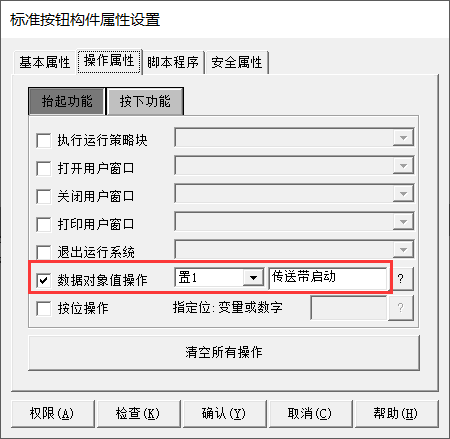 标准按钮构件属性设置
基本属性 操作属性 脚本程序 安全属性
抬起功能 按下功能
执行运行策略块
打开用户窗口
关闭用户窗口
打印用户窗口
退出运行系统
数据对象值操作 置1 传送带启动 ?
按位操作 指定位:变量或数字 ?
清空所有操作
权限(A) 检查(K) 确认(Y) 取消(C) 帮助(H)